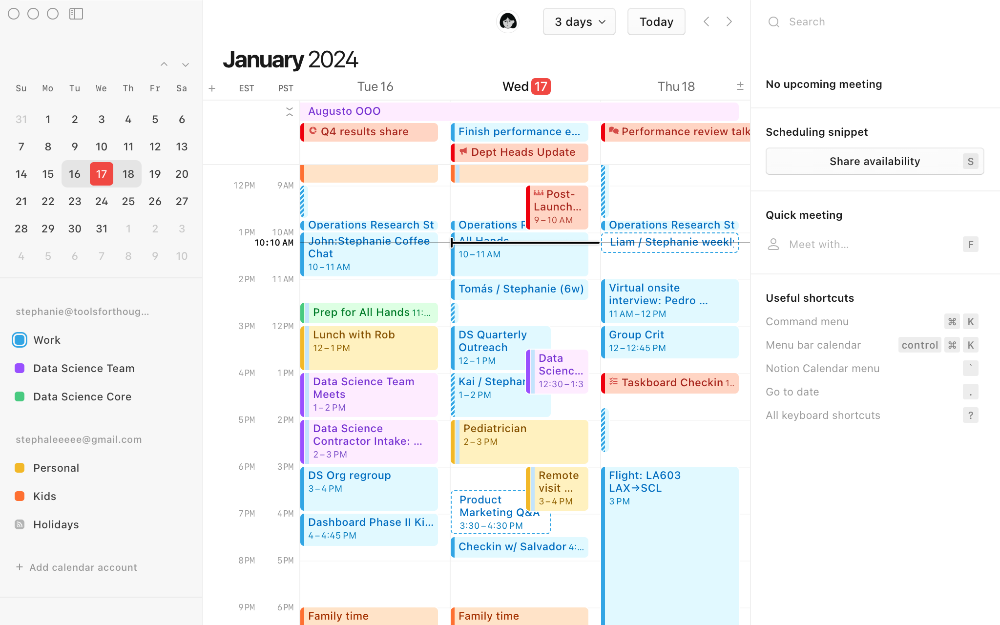 3 days
Today
Search
January 2024
Su Mo Tu We Th Fr Sa
31 1 2 3 4 5 6
7 8 9 10 11 12 13
14 15 16 17 18 19 20
21 22 23 24 25 26 27
28 29 30 31 1 2 3
4 5 6 7 8 9 10
stephanie@toolsforthoug...
Work
Data Science Team
Data Science Core
stephaleeeee@gmail.com
Personal
Kids
Holidays
+ Add calendar account
+ EST PST Tue 16 Wed 17 Thu 18 ±
Augusto OOO
Q4 results share
Finish performance e...
Performance review talk
Dept Heads Update
12 PM 9 AM
1 PM 10 AM
10:10 AM
2 PM 11 AM
3 PM 12 PM
4 PM 1 PM
5 PM 2 PM
6 PM 3 PM
7 PM 4 PM
8 PM 5 PM
9 PM 6 PM
Operations Research St
John:Stephanie Coffee
Chat
10–11 AM
Prep for All Hands 11:...
Lunch with Rob
12–1 PM
Data Science Team
Meets
1–2 PM
Data Science
Contractor Intake: ...
2–3 PM
DS Org regroup
3–4 PM
Dashboard Phase II Ki...
4–4:45 PM
Family time
Post-
Launch...
9–10 AM
Operations R
All Hands
10–11 AM
Tomás / Stephanie (6w)
DS Quarterly
Outreach
12–1 PM
Data
Scienc...
12:30–1:3
Kai / Stephan
1–2 PM
Pediatrician
2–3 PM
Remote
visit ...
3–4 PM
Product
Marketing Q&A
3:30–4:30 PM
Checkin w/ Salvador 4:...
Family time
Operations Research St
Liam / Stephanie weekly
Virtual onsite
interview: Pedro ...
11 AM–12 PM
Group Crit
12–12:45 PM
Taskboard Checkin 1..
Flight: LA603
LAX→SCL
3 PM
No upcoming meeting
Scheduling snippet
Share availability S
Quick meeting
Meet with... F
Useful shortcuts
Command menu ⌘ K
Menu bar calendar control ⌘ K
Notion Calendar menu `
Go to date .
All keyboard shortcuts ?